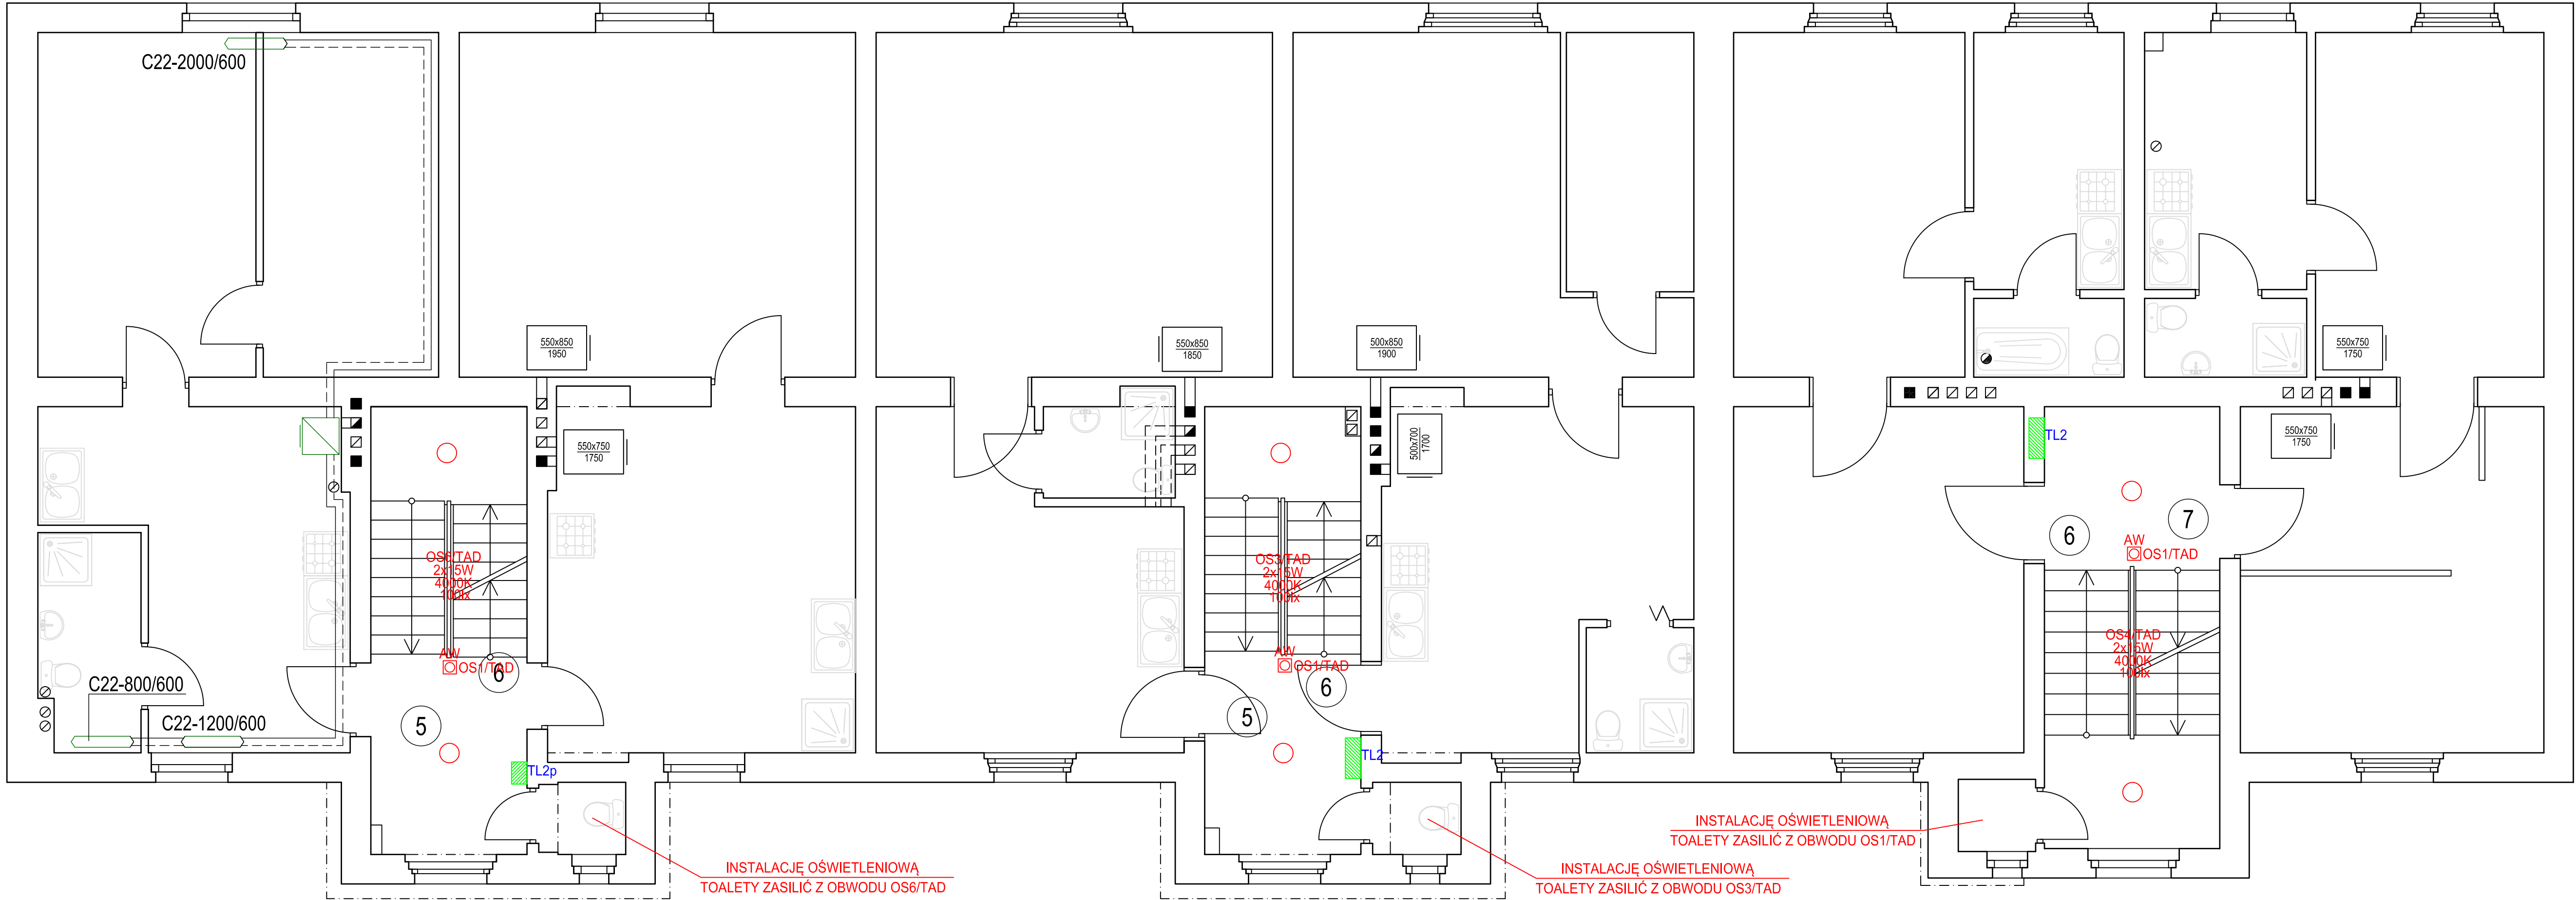 C22-2000/600
550x850
1950
550x850
1850
500x850
1900
550x750
1750
550x750
1750
500x700
1700
550x750
1750
TL2
OS6/TAD
2x15W
4000K
100lx
AW
OS1/TAD
6
5
C22-800/600
C22-1200/600
TL2p
OS3/TAD
2x15W
4000K
100lx
AW
OS1/TAD
6
5
TL2
6
7
AW
OS1/TAD
OS4/TAD
2x15W
4000K
100lx
INSTALACJĘ OŚWIETLENIOWĄ
TOALETY ZASILIĆ Z OBWODU OS6/TAD
INSTALACJĘ OŚWIETLENIOWĄ
TOALETY ZASILIĆ Z OBWODU OS3/TAD
INSTALACJĘ OŚWIETLENIOWĄ
TOALETY ZASILIĆ Z OBWODU OS1/TAD